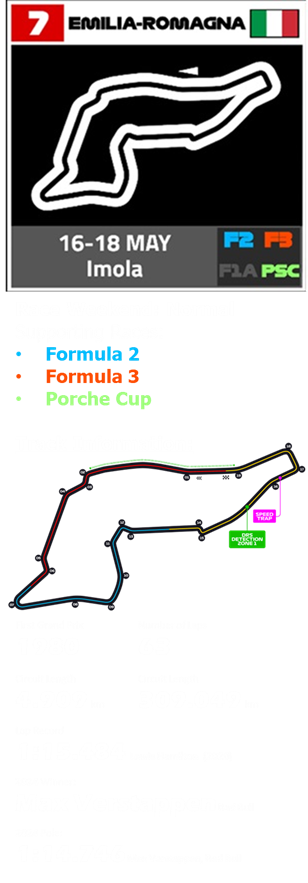 7 EMILIA-ROMAGNA
16-18 MAY
Imola
F2 F3
F1A PSC
• Formula 2
• Formula 3
• Porche Cup
SPEED
TRAP
DRS
DETECTION
ZONE 1